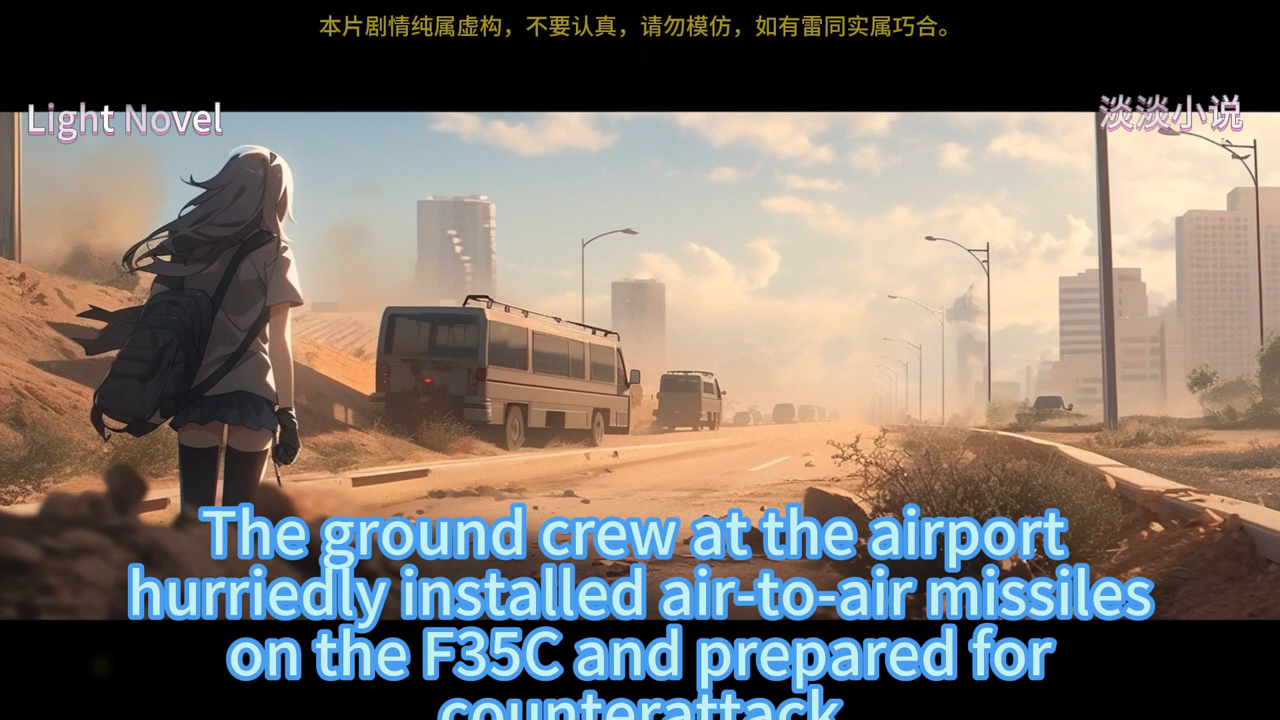 本片剧情纯属虚构，不要认真，请勿模仿，如有雷同实属巧合。
Light Novel
淡淡小说
The ground crew at the airport
hurriedly installed air-to-air missiles
on the F35C and prepared for
counterattack